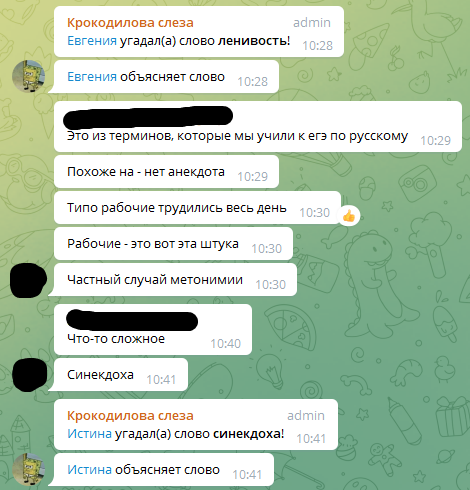 Крокодилова слеза admin
Евгения угадал(а) слово ленивость! 10:28
Евгения объясняет слово 10:28
Это из терминов, которые мы учили к егэ по русскому 10:29
Похоже на - нет анекдота 10:29
Типо рабочие трудились весь день 10:30
Рабочие - это вот эта штука 10:30
Частный случай метонимии 10:30
Что-то сложное 10:40
Синекдоха 10:41
Крокодилова слеза admin
Истина угадал(а) слово синекдоха! 10:41
Истина объясняет слово 10:41